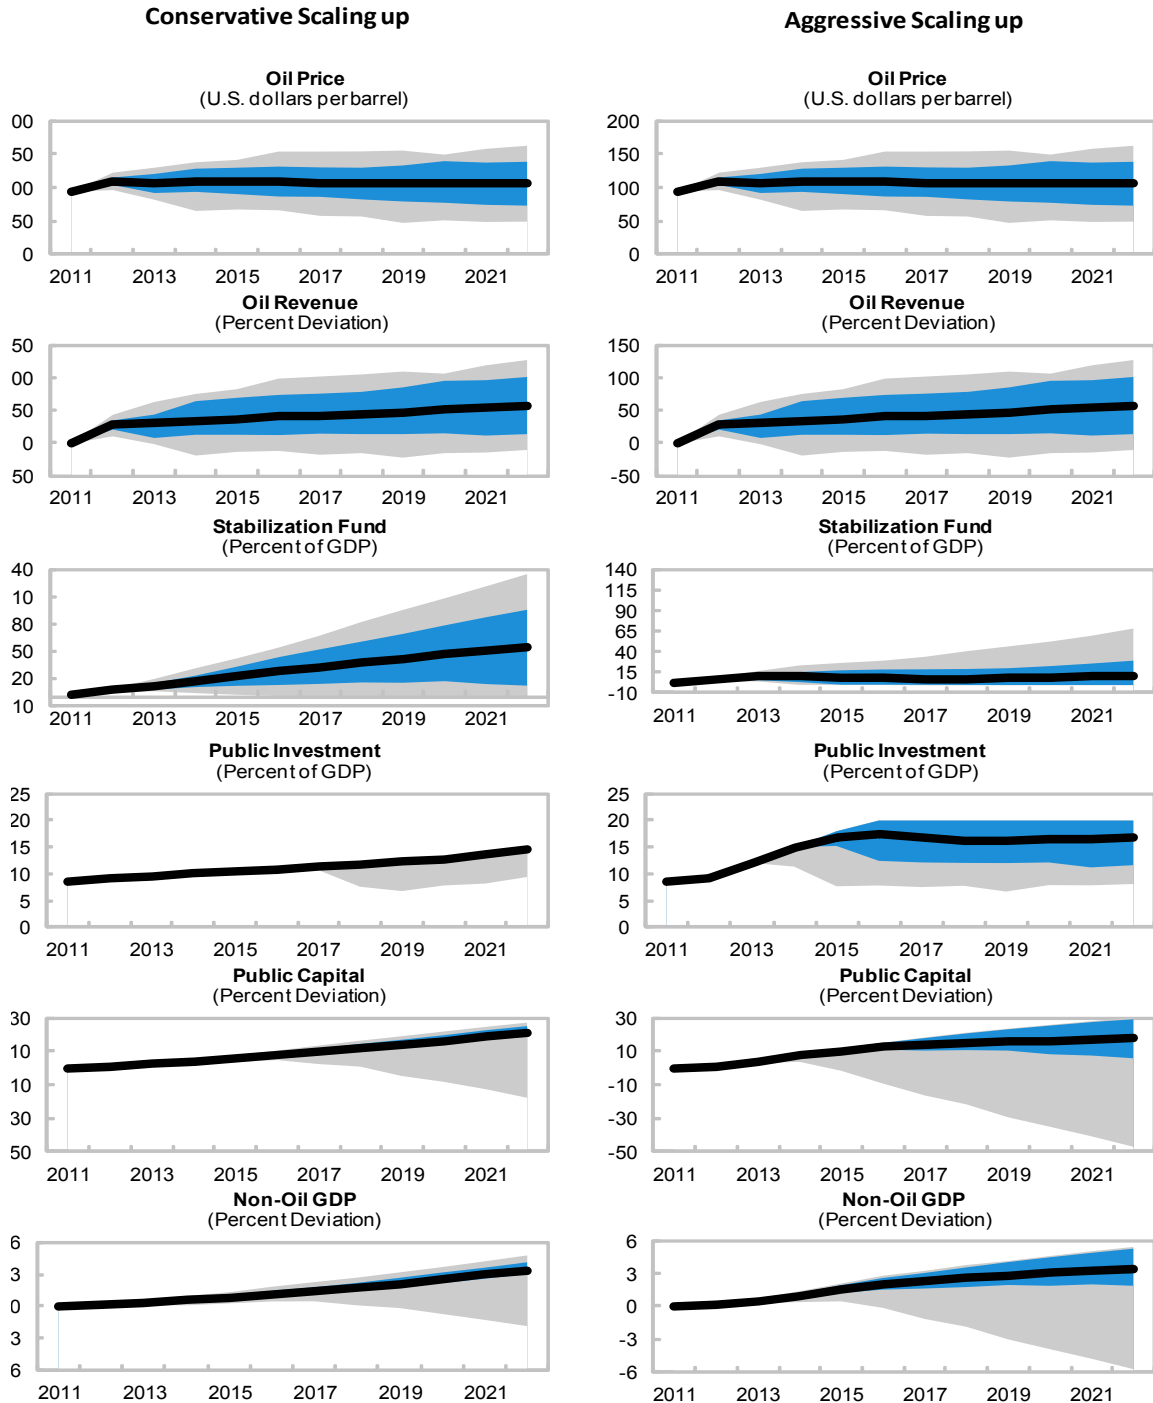 Conservative Scaling up
Aggressive Scaling up
Oil Price
(U.S. dollars per barrel)
00
50
00
50
0
2011 2013 2015 2017 2019 2021
Oil Price
(U.S. dollars per barrel)
200
150
100
50
0
2011 2013 2015 2017 2019 2021
Oil Revenue
(Percent Deviation)
50
00
50
0
50
2011 2013 2015 2017 2019 2021
Oil Revenue
(Percent Deviation)
150
100
50
0
-50
2011 2013 2015 2017 2019 2021
Stabilization Fund
(Percent of GDP)
40
10
80
50
20
10
2011 2013 2015 2017 2019 2021
Stabilization Fund
(Percent of GDP)
140
115
90
65
40
15
-10
2011 2013 2015 2017 2019 2021
Public Investment
(Percent of GDP)
25
20
15
10
5
0
2011 2013 2015 2017 2019 2021
Public Investment
(Percent of GDP)
25
20
15
10
5
0
2011 2013 2015 2017 2019 2021
Public Capital
(Percent Deviation)
30
10
10
30
50
2011 2013 2015 2017 2019 2021
Public Capital
(Percent Deviation)
30
10
-10
-30
-50
2011 2013 2015 2017 2019 2021
Non-Oil GDP
(Percent Deviation)
6
3
0
3
6
2011 2013 2015 2017 2019 2021
Non-Oil GDP
(Percent Deviation)
6
3
0
-3
-6
2011 2013 2015 2017 2019 2021